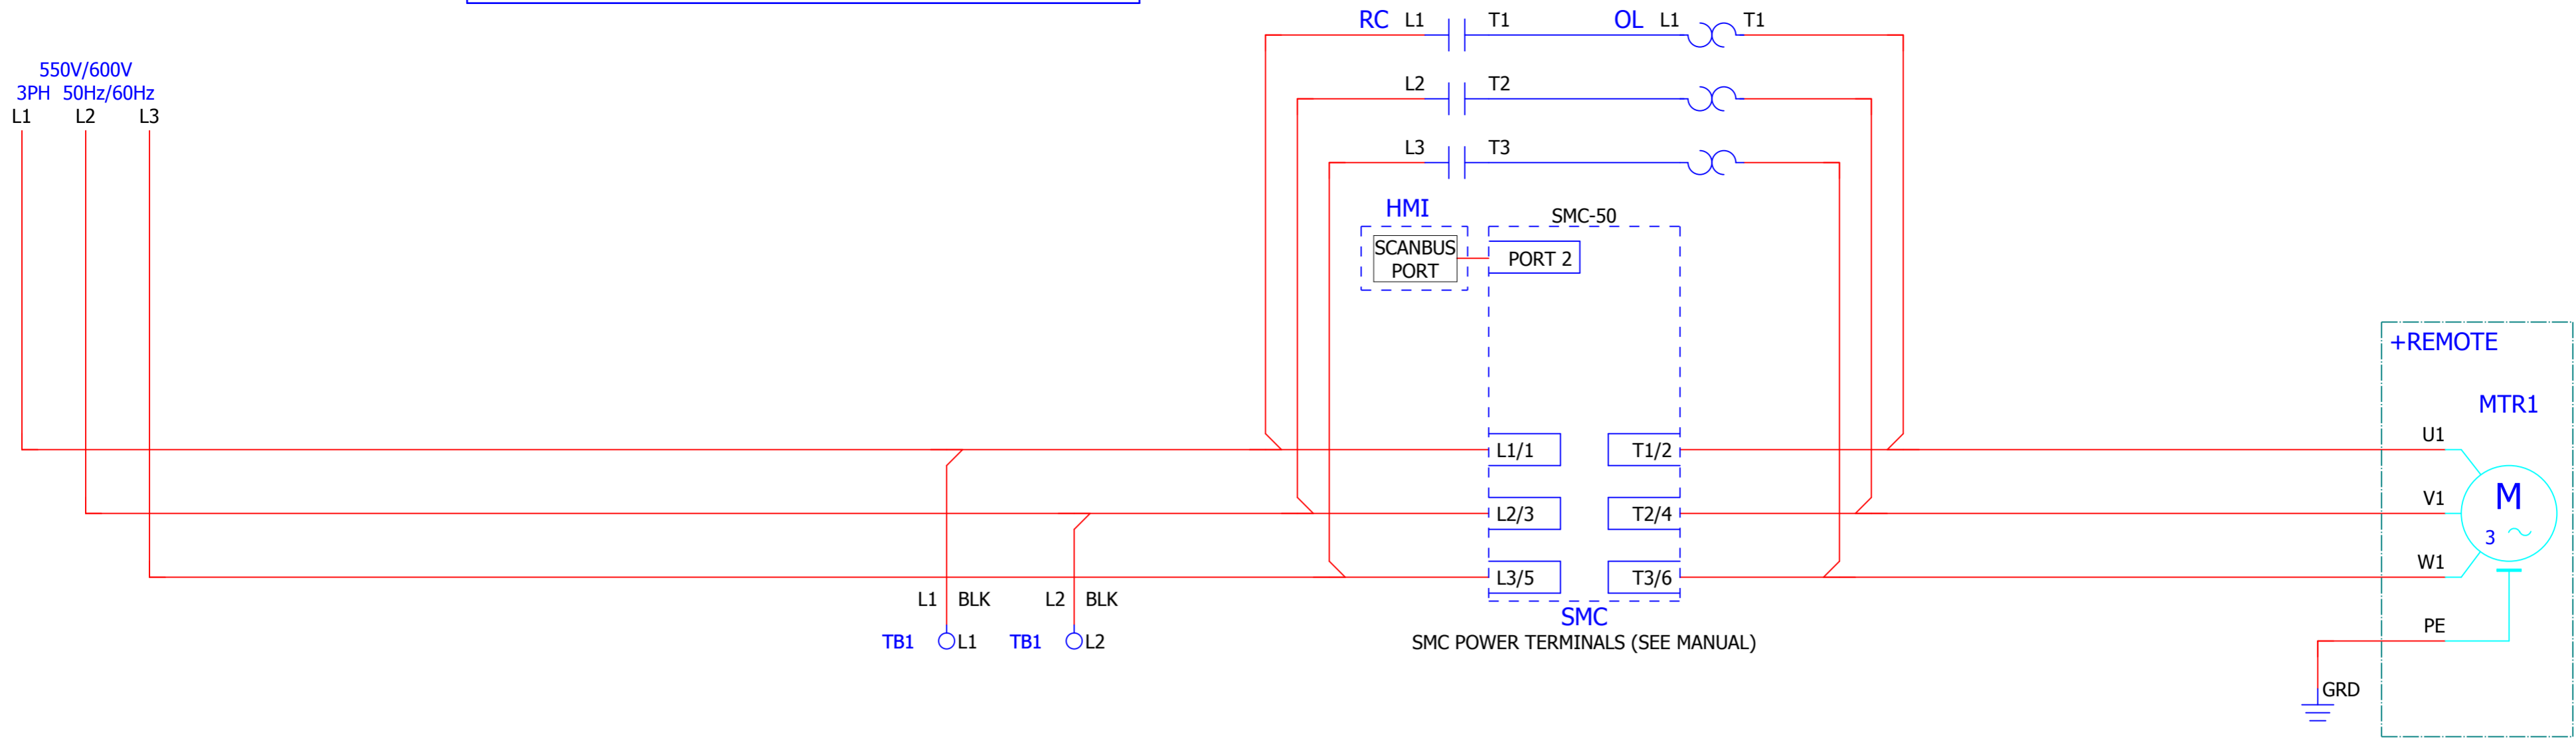 RC L1 T1 OL L1 T1
550V/600V
3PH 50Hz/60Hz
L1 L2 L3
L2 T2
L3 T3
HMI
SCANBUS
PORT
SMC-50
PORT 2
+REMOTE
MTR1
L1/1 T1/2
L2/3 T2/4
L3/5 T3/6
U1
V1
W1
PE
M
3
L1 BLK L2 BLK
TB1 L1 TB1 L2
SMC
SMC POWER TERMINALS (SEE MANUAL)
GRD